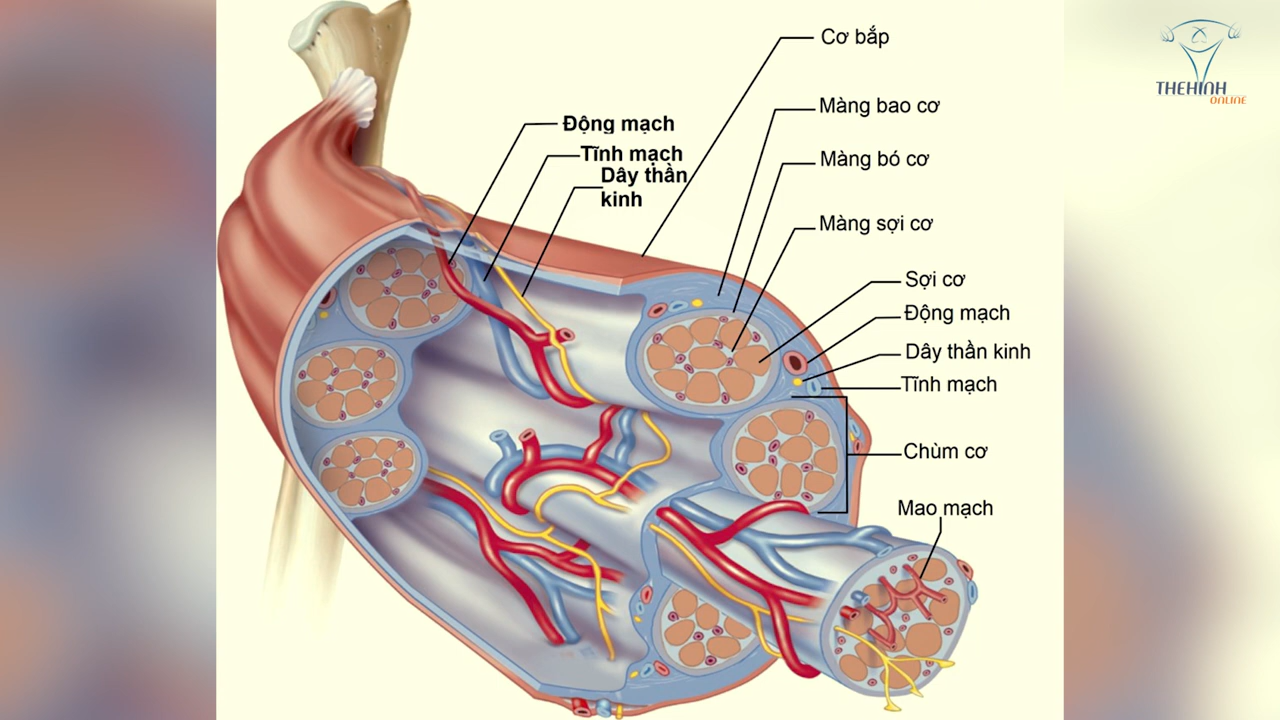 Cơ bắp
Màng bao cơ
Màng bó cơ
Màng sợi cơ
Động mạch
Tĩnh mạch
Dây thần
kinh
Sợi cơ
Động mạch
Dây thần kinh
Tĩnh mạch
Chùm cơ
Mao mạch
THEHINH
ONLINE